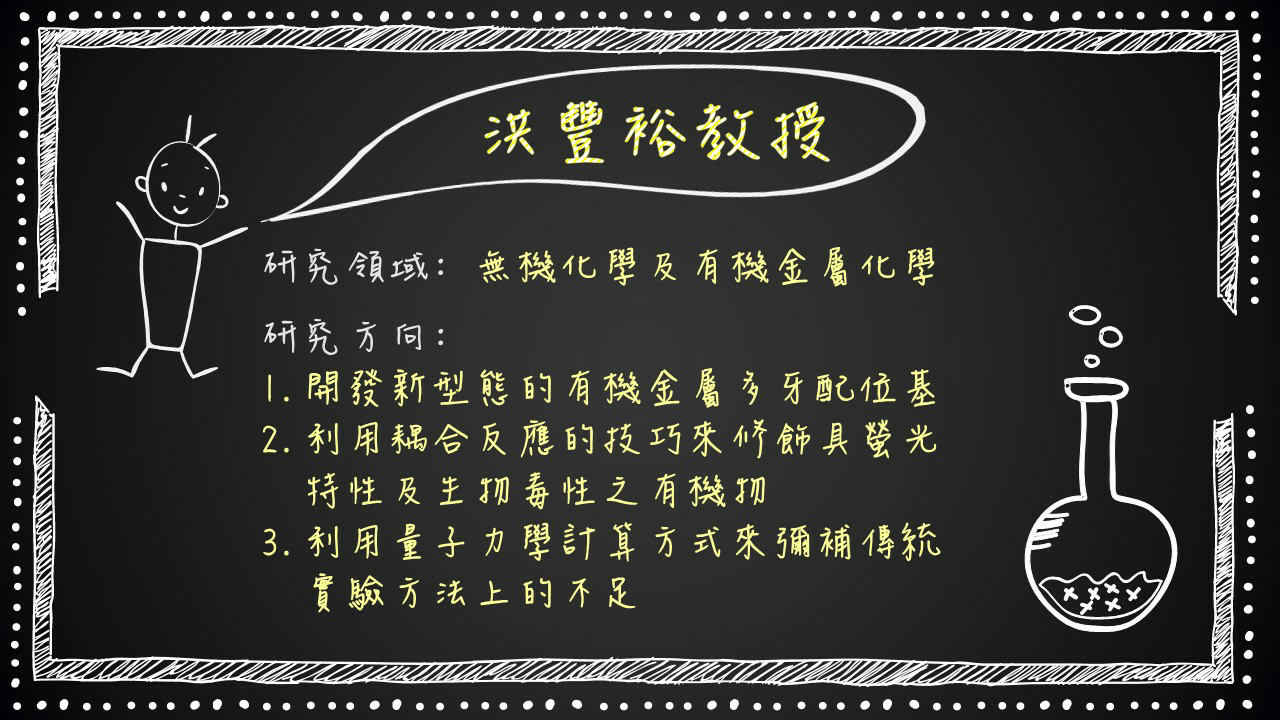 洪豐裕教授
研究領域: 無機化學及有機金屬化學
研究方向:
1. 開發新型態的有機金屬多牙配位基
2. 利用耦合反應的技巧來修飾具螢光
特性及生物毒性之有機物
3. 利用量子力學計算方式來彌補傳統
實驗方法上的不足